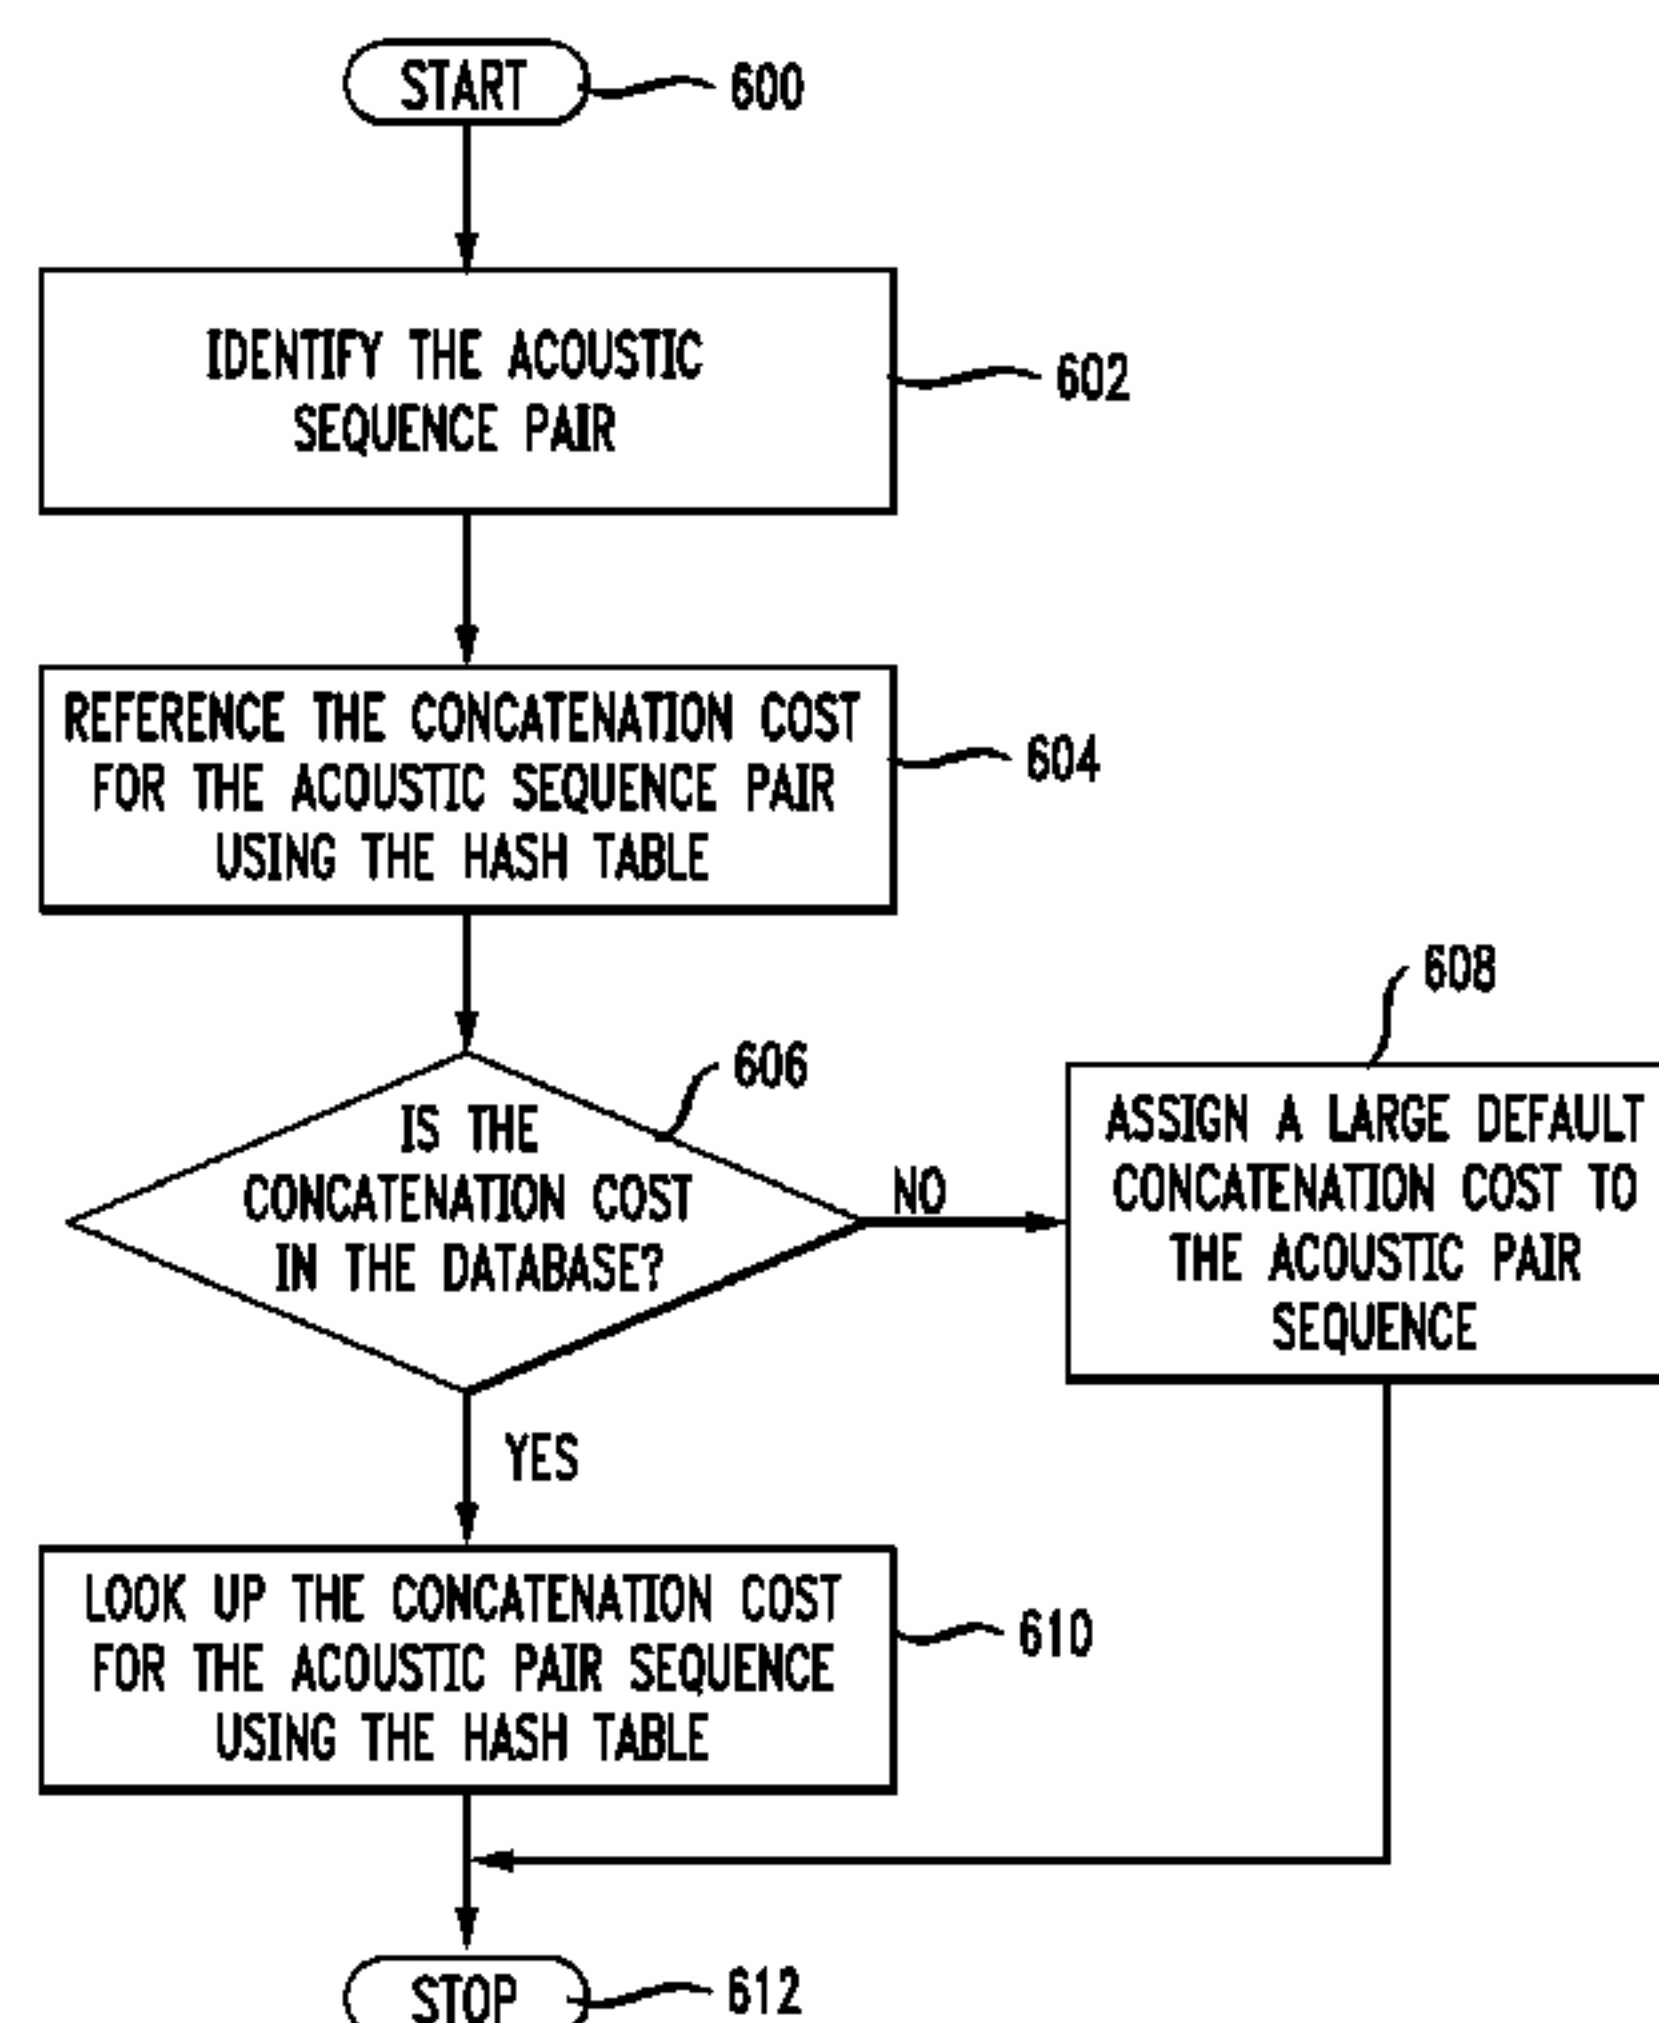 START
600
IDENTIFY THE ACOUSTIC
SEQUENCE PAIR
602
REFERENCE THE CONCATENATION COST
FOR THE ACOUSTIC SEQUENCE PAIR
USING THE HASH TABLE
604
606
IS THE
CONCATENATION COST
IN THE DATABASE?
NO
608
ASSIGN A LARGE DEFAULT
CONCATENATION COST TO
THE ACOUSTIC PAIR
SEQUENCE
YES
LOOK UP THE CONCATENATION COST
FOR THE ACOUSTIC PAIR SEQUENCE
USING THE HASH TABLE
610
STOP
612